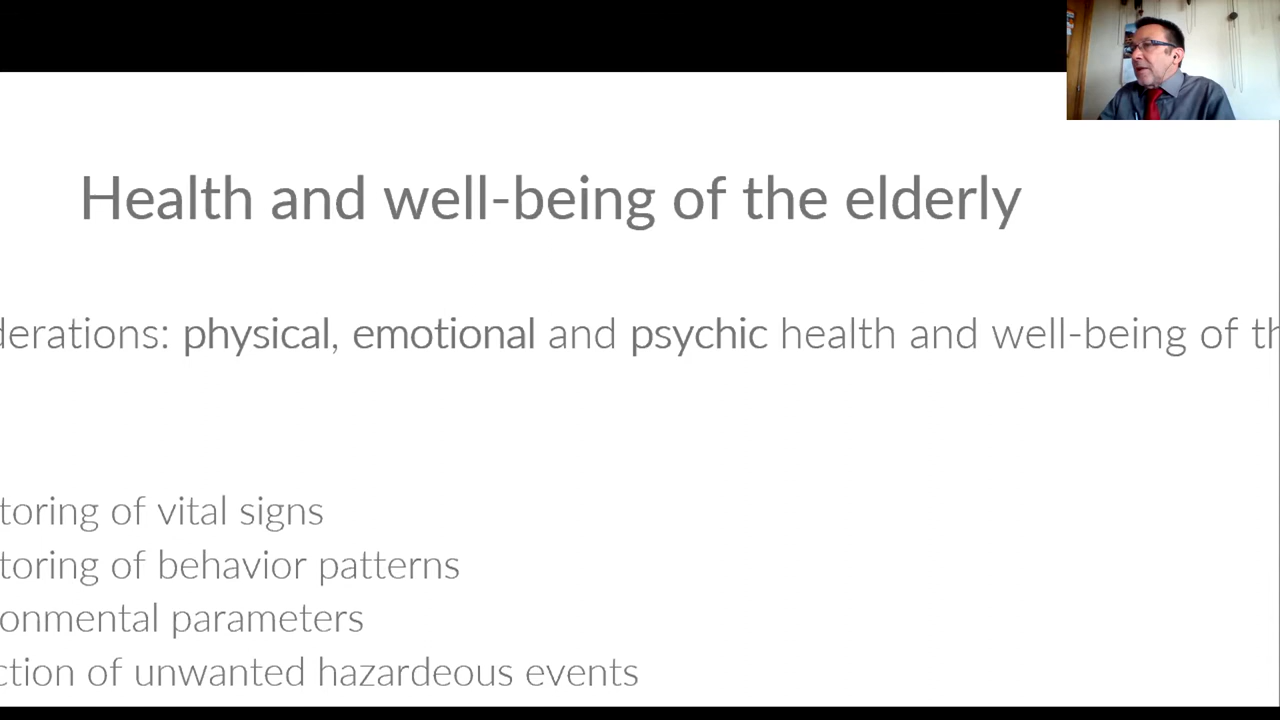 Health and well-being of the elderly
derations: physical, emotional and psychic health and well-being of th
toring of vital signs
toring of behavior patterns
onmental parameters
ction of unwanted hazardeous events